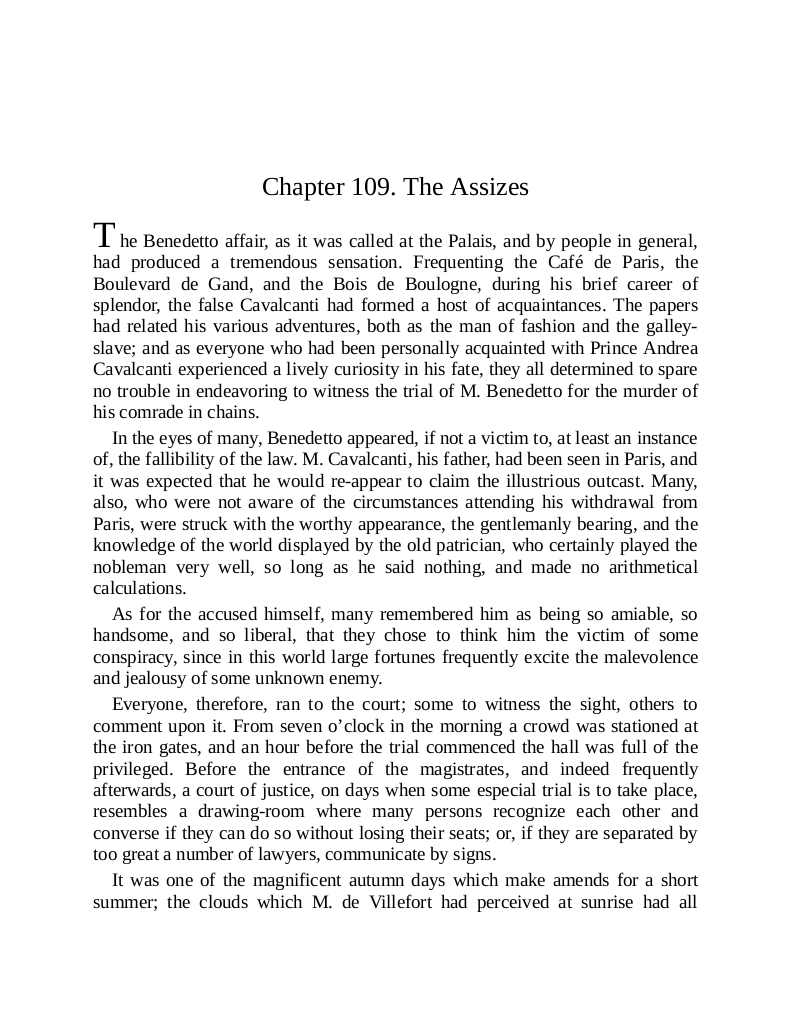 Chapter 109. The Assizes
The Benedetto affair, as it was called at the Palais, and by people in general,
had produced a tremendous sensation. Frequenting the Café de Paris, the
Boulevard de Gand, and the Bois de Boulogne, during his brief career of
splendor, the false Cavalcanti had formed a host of acquaintances. The papers
had related his various adventures, both as the man of fashion and the galley-
slave; and as everyone who had been personally acquainted with Prince Andrea
Cavalcanti experienced a lively curiosity in his fate, they all determined to spare
no trouble in endeavoring to witness the trial of M. Benedetto for the murder of
his comrade in chains.
In the eyes of many, Benedetto appeared, if not a victim to, at least an instance
of, the fallibility of the law. M. Cavalcanti, his father, had been seen in Paris, and
it was expected that he would re-appear to claim the illustrious outcast. Many,
also, who were not aware of the circumstances attending his withdrawal from
Paris, were struck with the worthy appearance, the gentlemanly bearing, and the
knowledge of the world displayed by the old patrician, who certainly played the
nobleman very well, so long as he said nothing, and made no arithmetical
calculations.
As for the accused himself, many remembered him as being so amiable, so
handsome, and so liberal, that they chose to think him the victim of some
conspiracy, since in this world large fortunes frequently excite the malevolence
and jealousy of some unknown enemy.
Everyone, therefore, ran to the court; some to witness the sight, others to
comment upon it. From seven o’clock in the morning a crowd was stationed at
the iron gates, and an hour before the trial commenced the hall was full of the
privileged. Before the entrance of the magistrates, and indeed frequently
afterwards, a court of justice, on days when some especial trial is to take place,
resembles a drawing-room where many persons recognize each other and
converse if they can do so without losing their seats; or, if they are separated by
too great a number of lawyers, communicate by signs.
It was one of the magnificent autumn days which make amends for a short
summer; the clouds which M. de Villefort had perceived at sunrise had all